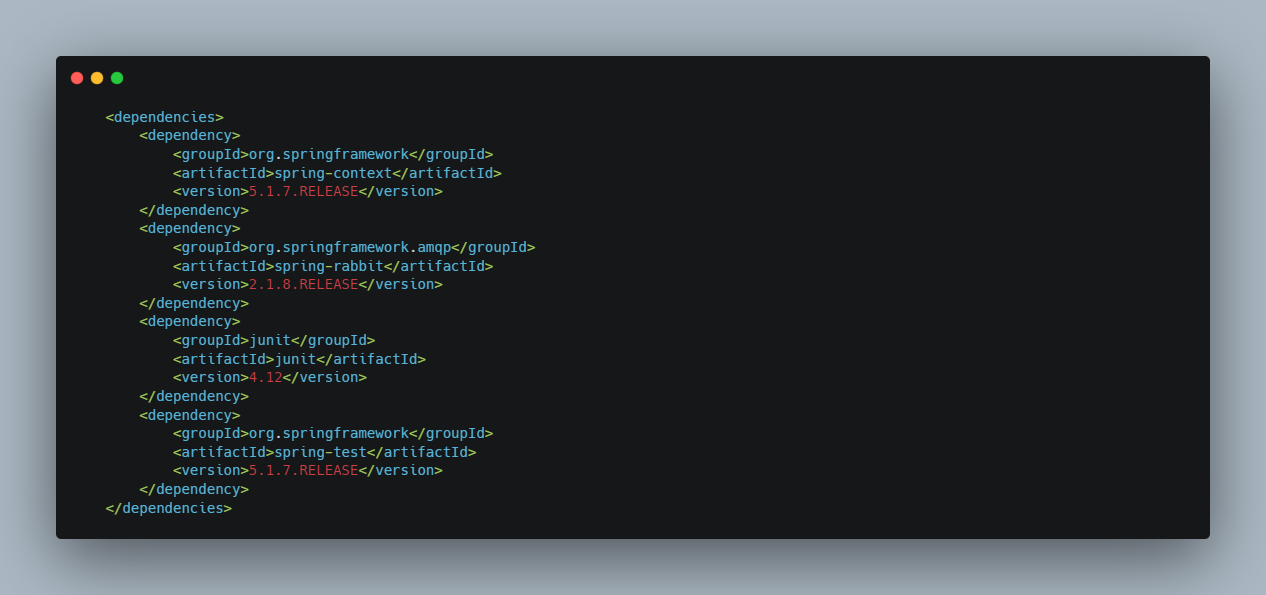 <dependencies>
    <dependency>
        <groupId>org.springframework</groupId>
        <artifactId>spring-context</artifactId>
        <version>5.1.7.RELEASE</version>
    </dependency>
    <dependency>
        <groupId>org.springframework.amqp</groupId>
        <artifactId>spring-rabbit</artifactId>
        <version>2.1.8.RELEASE</version>
    </dependency>
    <dependency>
        <groupId>junit</groupId>
        <artifactId>junit</artifactId>
        <version>4.12</version>
    </dependency>
    <dependency>
        <groupId>org.springframework</groupId>
        <artifactId>spring-test</artifactId>
        <version>5.1.7.RELEASE</version>
    </dependency>
</dependencies>